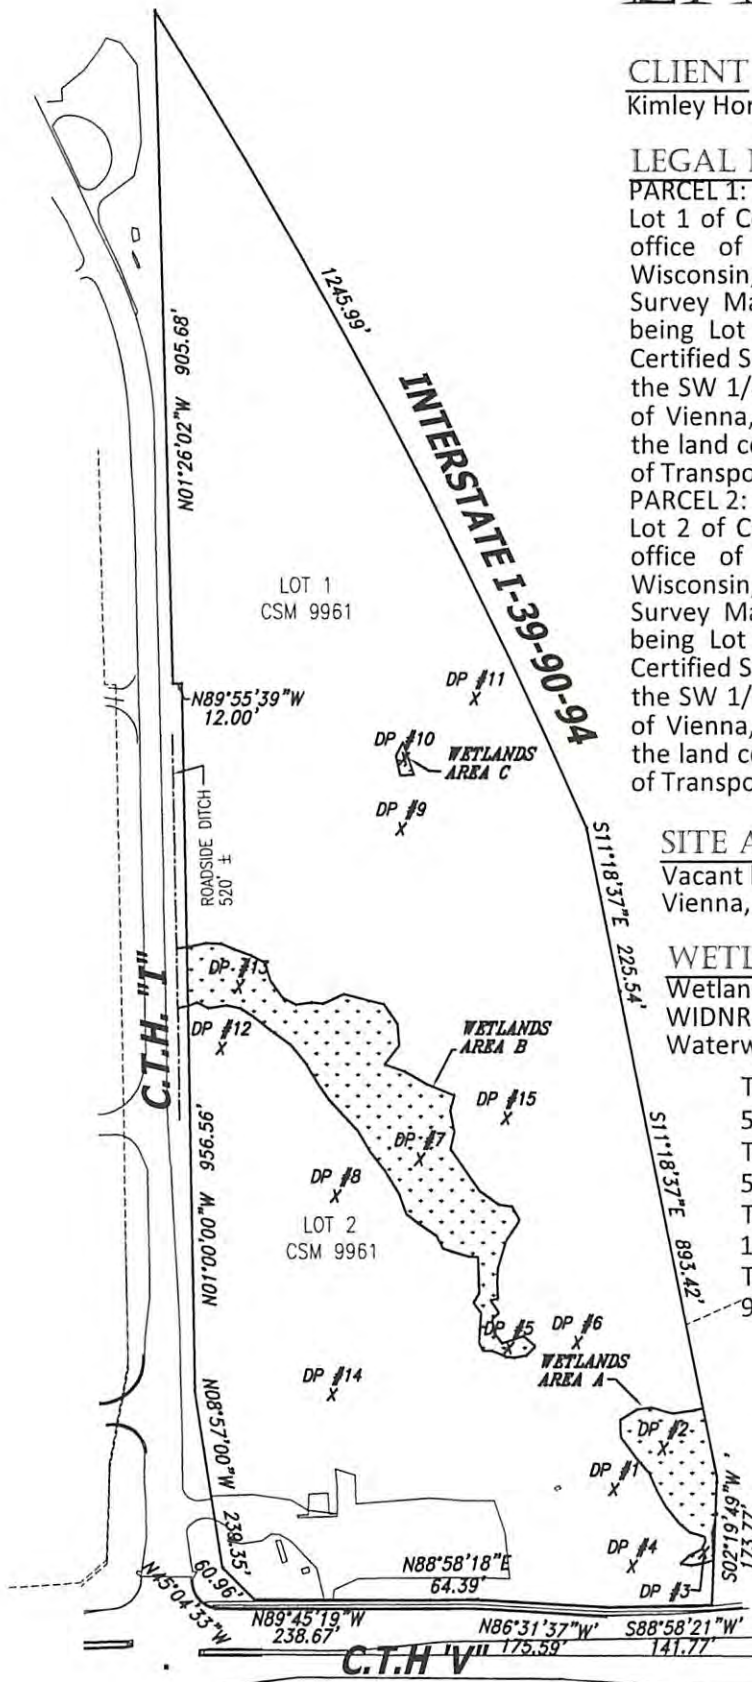 CLIENT
Kimley Hor
LEGAL
PARCEL 1:
Lot 1 of C
office of
Wisconsin,
Survey Ma
being Lot
Certified S
the SW 1/
of Vienna,
the land co
of Transpo
PARCEL 2:
Lot 2 of C
office of
Wisconsin,
Survey Ma
being Lot
Certified S
the SW 1/
of Vienna,
the land co
of Transpo
SITE A
Vacant
Vienna,
WETL
Wetlan
WIDNR
Waterw
T
5
T
5
T
1
T
9
1245.99'
N01°26'02"W 905.68'
INTERSTATE I-39-90-94
LOT 1
CSM 9961
DP #11
N89°55'39"W
12.00'
DP #10
WETLANDS
AREA C
DP #9
ROADSIDE DITCH
520' ±
S11°18'37"E 225.54'
DP #13
DP #12
WETLANDS
AREA B
C.T.H. "I"
DP #15
DP #7
N01°00'00"W 956.56'
DP #8
LOT 2
CSM 9961
S11°18'37"E 893.42'
DP #5
DP #6
WETLANDS
AREA A
DP #14
DP #2
N08°57'00"W 239.35'
DP #1
S02°19'49"W
173.77'
DP #4
DP #3
N88°58'18"E
64.39'
60.96'
N45°04'33"W
N89°45'19"W
238.67'
N86°31'37"W'
175.59'
S88°58'21"W'
141.77'
C.T.H "V"